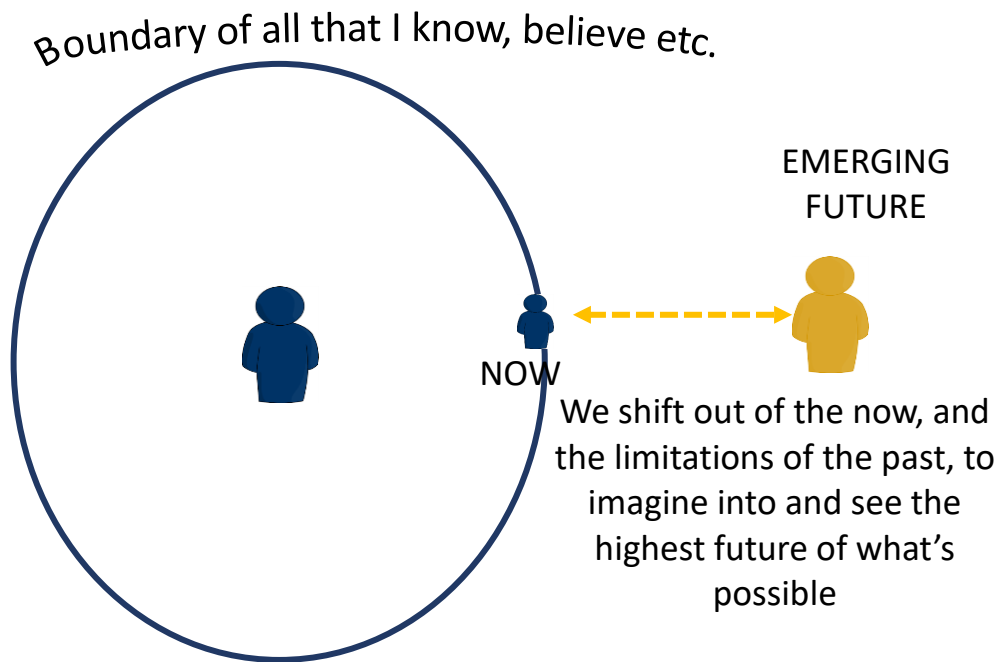 Boundary of all that I know, believe etc.
EMERGING
FUTURE
NOW
We shift out of the now, and
the limitations of the past, to
imagine into and see the
highest future of what’s
possible